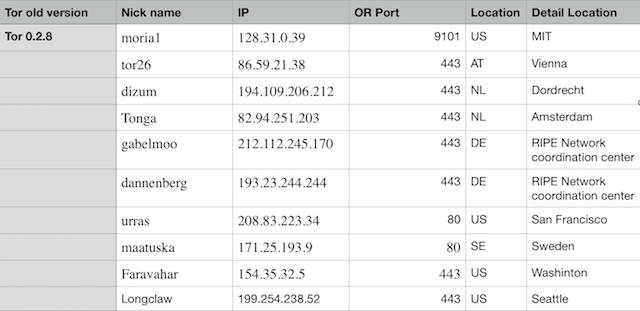 Tor old version Nick name IP OR Port Location Detail Location
Tor 0.2.8 moria1 128.31.0.39 9101 US MIT
tor26 86.59.21.38 443 AT Vienna
dizum 194.109.206.212 443 NL Dordrecht
Tonga 82.94.251.203 443 NL Amsterdam
gabelmoo 212.112.245.170 443 DE RIPE Network
coordination center
dannenberg 193.23.244.244 443 DE RIPE Network
coordination center
urras 208.83.223.34 80 US San Francisco
maatuska 171.25.193.9 80 SE Sweden
Faravahar 154.35.32.5 443 US Washinton
Longclaw 199.254.238.52 443 US Seattle